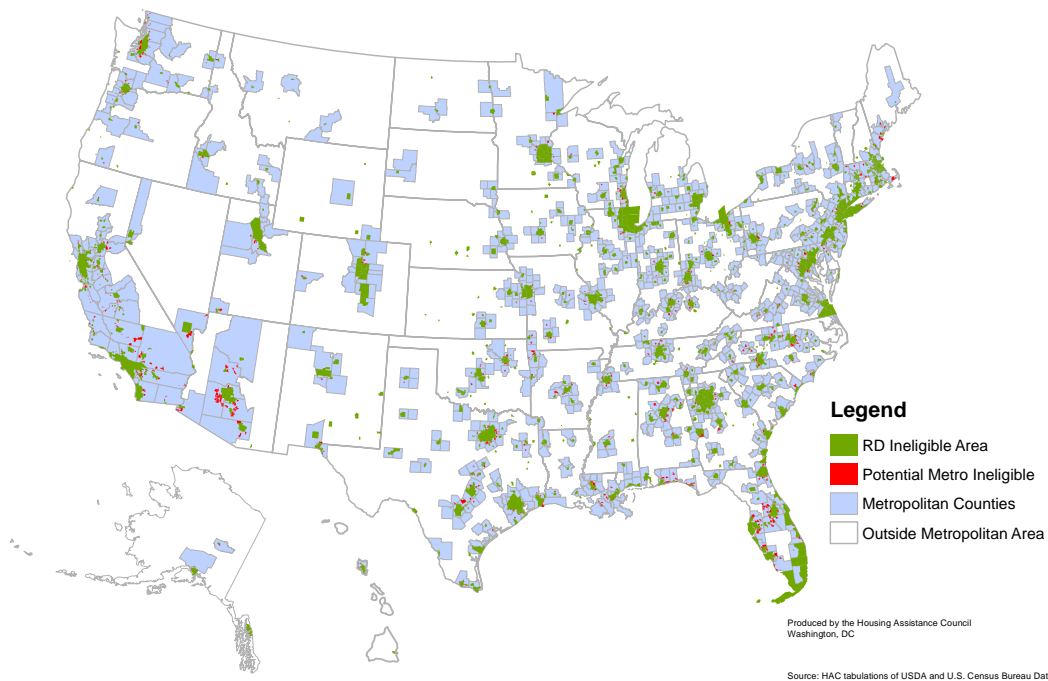 Legend
RD Ineligible Area
Potential Metro Ineligible
Metropolitan Counties
Outside Metropolitan Area
Produced by the Housing Assistance Council
Washington, DC
Source: HAC tabulations of USDA and U.S. Census Bureau Dat